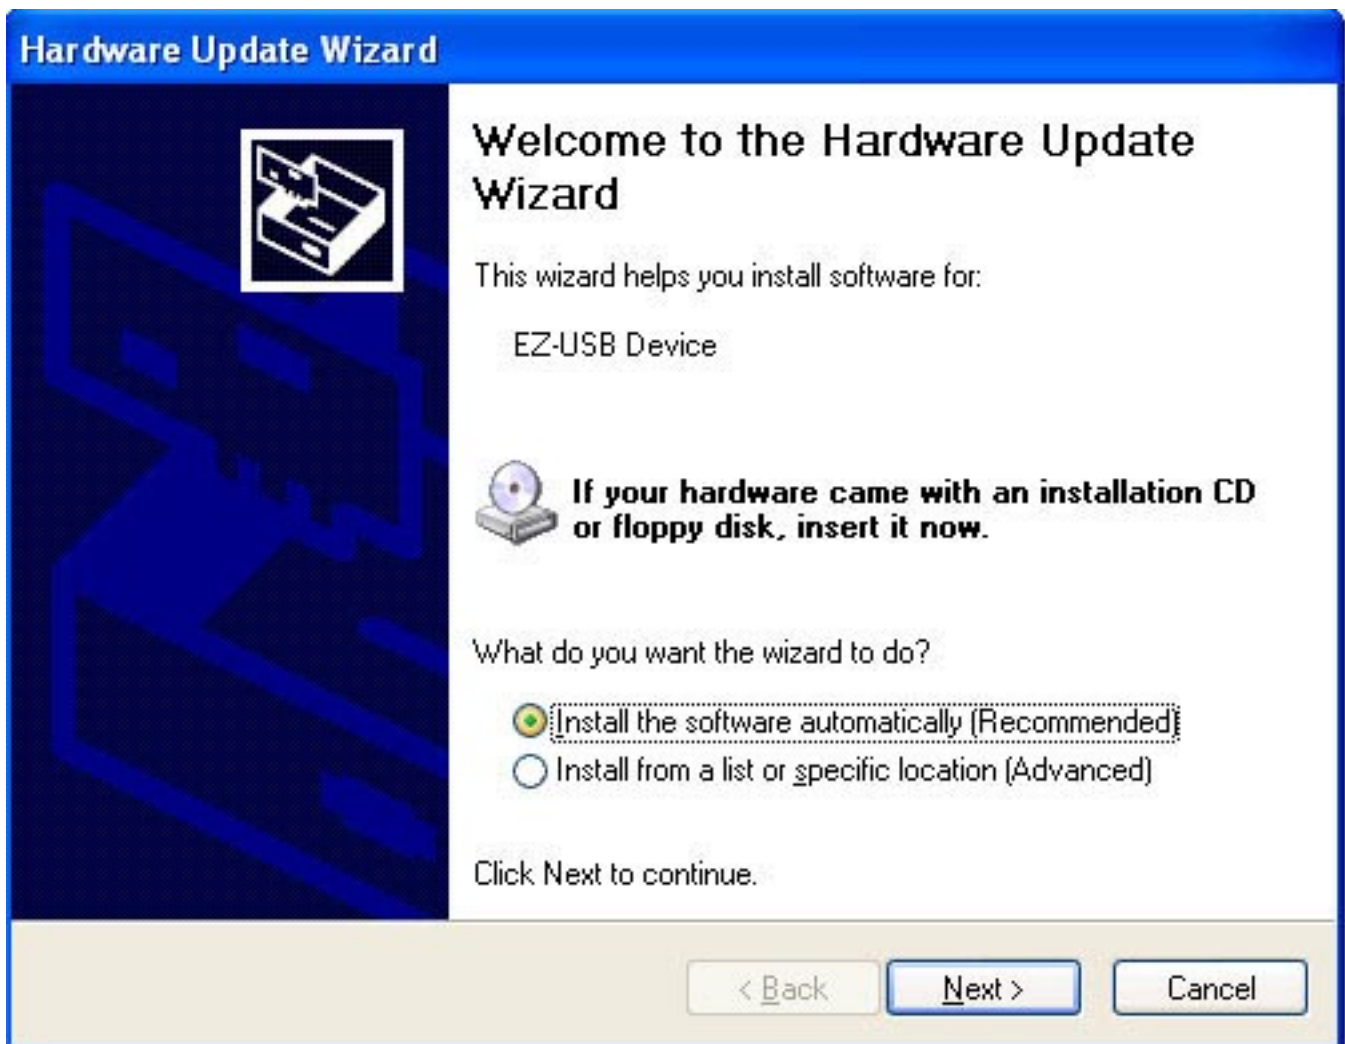 Hardware Update Wizard
Welcome to the Hardware Update
Wizard
This wizard helps you install software for:
EZ-USB Device
If your hardware came with an installation CD
or floppy disk, insert it now.
What do you want the wizard to do?
Install the software automatically (Recommended)
Install from a list or specific location (Advanced)
Click Next to continue.
< Back
Next >
Cancel